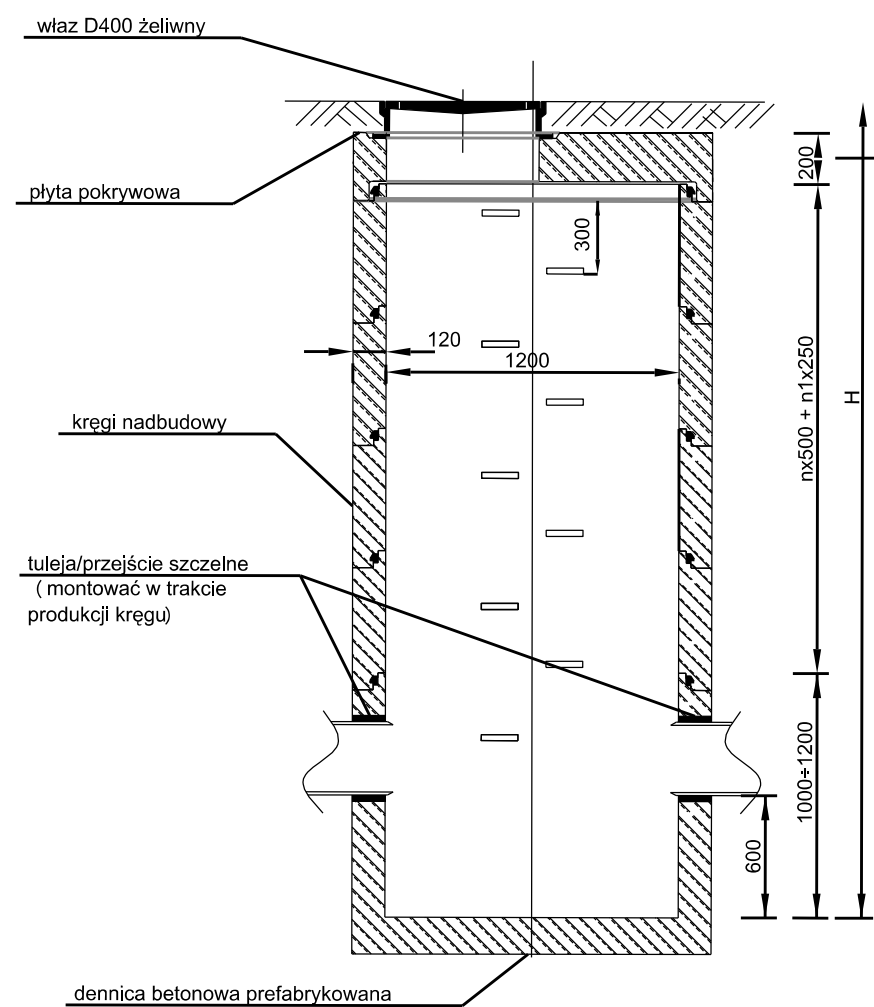 właz D400 żeliwny
płyta pokrywowa
200
300
120
1200
nx500 + n1x250
H
kręgi nadbudowy
tuleja/przejście szczelne
( montować w trakcie
produkcji kręgu)
1000÷1200
600
dennica betonowa prefabrykowana